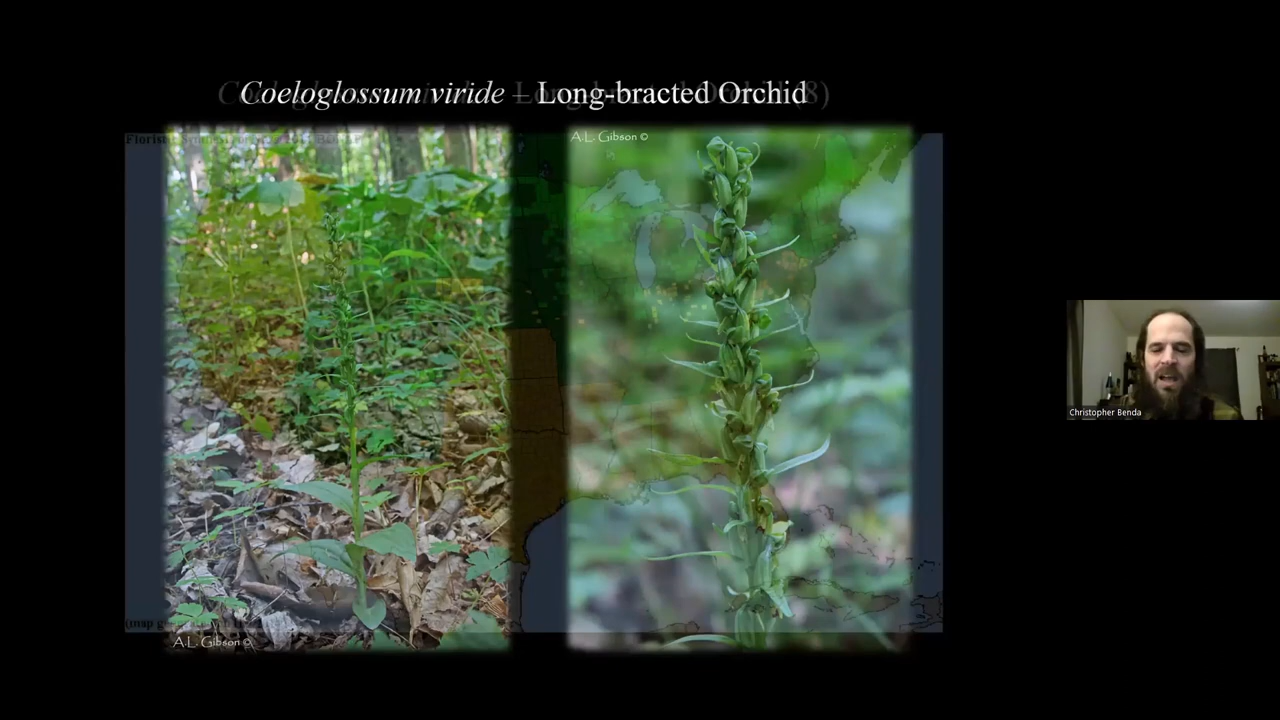 Coeloglossum viride – Long-bracted Orchid
A.L. Gibson ©
A.L. Gibson ©
Christopher Benda